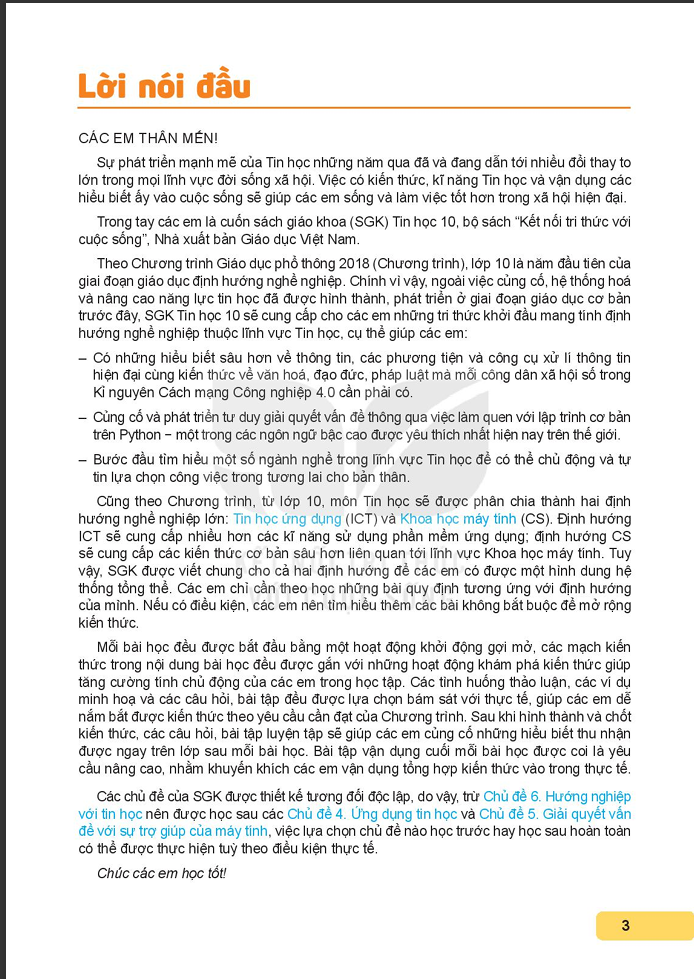 Lời nói đầu
CÁC EM THÂN MẾN!
Sự phát triển mạnh mẽ của Tin học những năm qua đã và đang dẫn tới nhiều đổi thay to
lớn trong mọi lĩnh vực đời sống xã hội. Việc có kiến thức, kĩ năng Tin học và vận dụng các
hiểu biết ấy vào cuộc sống sẽ giúp các em sống và làm việc tốt hơn trong xã hội hiện đại.
Trong tay các em là cuốn sách giáo khoa (SGK) Tin học 10, bộ sách “Kết nối tri thức với
cuộc sống”, Nhà xuất bản Giáo dục Việt Nam.
Theo Chương trình Giáo dục phổ thông 2018 (Chương trình), lớp 10 là năm đầu tiên của
giai đoạn giáo dục định hướng nghề nghiệp. Chính vì vậy, ngoài việc củng cố, hệ thống hoá
và nâng cao năng lực tin học đã được hình thành, phát triển ở giai đoạn giáo dục cơ bản
trước đây, SGK Tin học 10 sẽ cung cấp cho các em những tri thức khởi đầu mang tính định
hướng nghề nghiệp thuộc lĩnh vực Tin học, cụ thể giúp các em:
– Có những hiểu biết sâu hơn về thông tin, các phương tiện và công cụ xử lí thông tin
hiện đại cùng kiến thức về văn hoá, đạo đức, pháp luật mà mỗi công dân xã hội số trong
Kỉ nguyên Cách mạng Công nghiệp 4.0 cần phải có.
– Củng cố và phát triển tư duy giải quyết vấn đề thông qua việc làm quen với lập trình cơ bản
trên Python – một trong các ngôn ngữ bậc cao được yêu thích nhất hiện nay trên thế giới.
– Bước đầu tìm hiểu một số ngành nghề trong lĩnh vực Tin học để có thể chủ động và tự
tin lựa chọn công việc trong tương lai cho bản thân.
Cũng theo Chương trình, từ lớp 10, môn Tin học sẽ được phân chia thành hai định
hướng nghề nghiệp lớn: Tin học ứng dụng (ICT) và Khoa học máy tính (CS). Định hướng
ICT sẽ cung cấp nhiều hơn các kĩ năng sử dụng phần mềm ứng dụng; định hướng CS
sẽ cung cấp các kiến thức cơ bản sâu hơn liên quan tới lĩnh vực Khoa học máy tính. Tuy
vậy, SGK được viết chung cho cả hai định hướng để các em có được một hình dung hệ
thống tổng thể. Các em chỉ cần theo học những bài quy định tương ứng với định hướng
của mình. Nếu có điều kiện, các em nên tìm hiểu thêm các bài không bắt buộc để mở rộng
kiến thức.
Mỗi bài học đều được bắt đầu bằng một hoạt động khởi động gợi mở, các mạch kiến
thức trong nội dung bài học đều được gắn với những hoạt động khám phá kiến thức giúp
tăng cường tính chủ động của các em trong học tập. Các tình huống thảo luận, các ví dụ
minh hoạ và các câu hỏi, bài tập đều được lựa chọn bám sát với thực tế, giúp các em dễ
nắm bắt được kiến thức theo yêu cầu cần đạt của Chương trình. Sau khi hình thành và chốt
kiến thức, các câu hỏi, bài tập luyện tập sẽ giúp các em củng cố những hiểu biết thu nhận
được ngay trên lớp sau mỗi bài học. Bài tập vận dụng cuối mỗi bài học được coi là yêu
cầu nâng cao, nhằm khuyến khích các em vận dụng tổng hợp kiến thức vào trong thực tế.
Các chủ đề của SGK được thiết kế tương đối độc lập, do vậy, trừ Chủ đề 6. Hướng nghiệp
với tin học nên được học sau các Chủ đề 4. Ứng dụng tin học và Chủ đề 5. Giải quyết vấn
đề với sự trợ giúp của máy tính, việc lựa chọn chủ đề nào học trước hay học sau hoàn toàn
có thể được thực hiện tuỳ theo điều kiện thực tế.
Chúc các em học tốt!
3